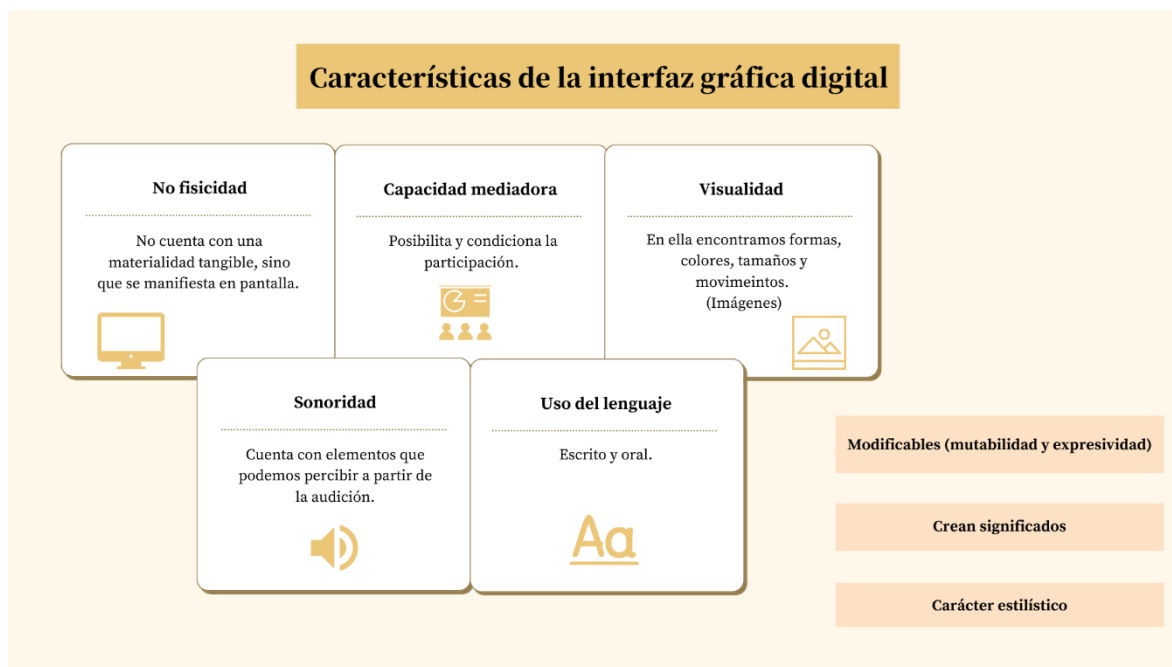 Características de la interfaz gráfica digital
No fisicidad
No cuenta con una
materialidad tangible, sino
que se manifiesta en pantalla.
Capacidad mediadora
Posibilita y condiciona la
participación.
Visualidad
En ella encontramos formas,
colores, tamaños y
movimeintos.
(Imágenes)
Sonoridad
Cuenta con elementos que
podemos percibir a partir de
la audición.
Uso del lenguaje
Escrito y oral.
Aa
Modificables (mutabilidad y expresividad)
Crean significados
Carácter estilístico